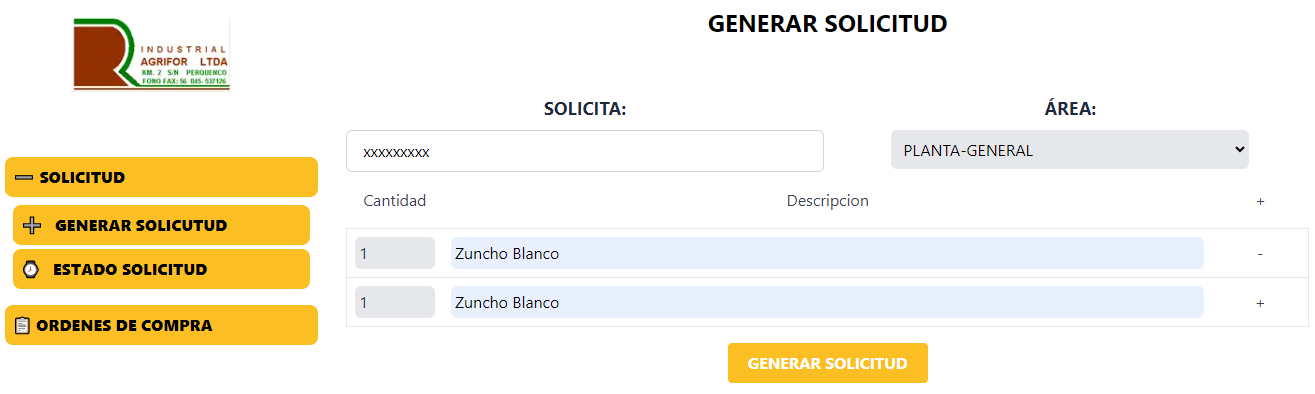 INDUSTRIAL
AGRIFOR LTDA
KM. 2 S/N PERQUENCO
FONO FAX: 56 045 537126
SOLICITUD
GENERAR SOLICUTUD
ESTADO SOLICITUD
ORDENES DE COMPRA
GENERAR SOLICITUD
SOLICITA:
ÁREA:
xxxxxxxxx
PLANTA-GENERAL
Cantidad Descripcion +
1 Zuncho Blanco -
1 Zuncho Blanco +
GENERAR SOLICITUD